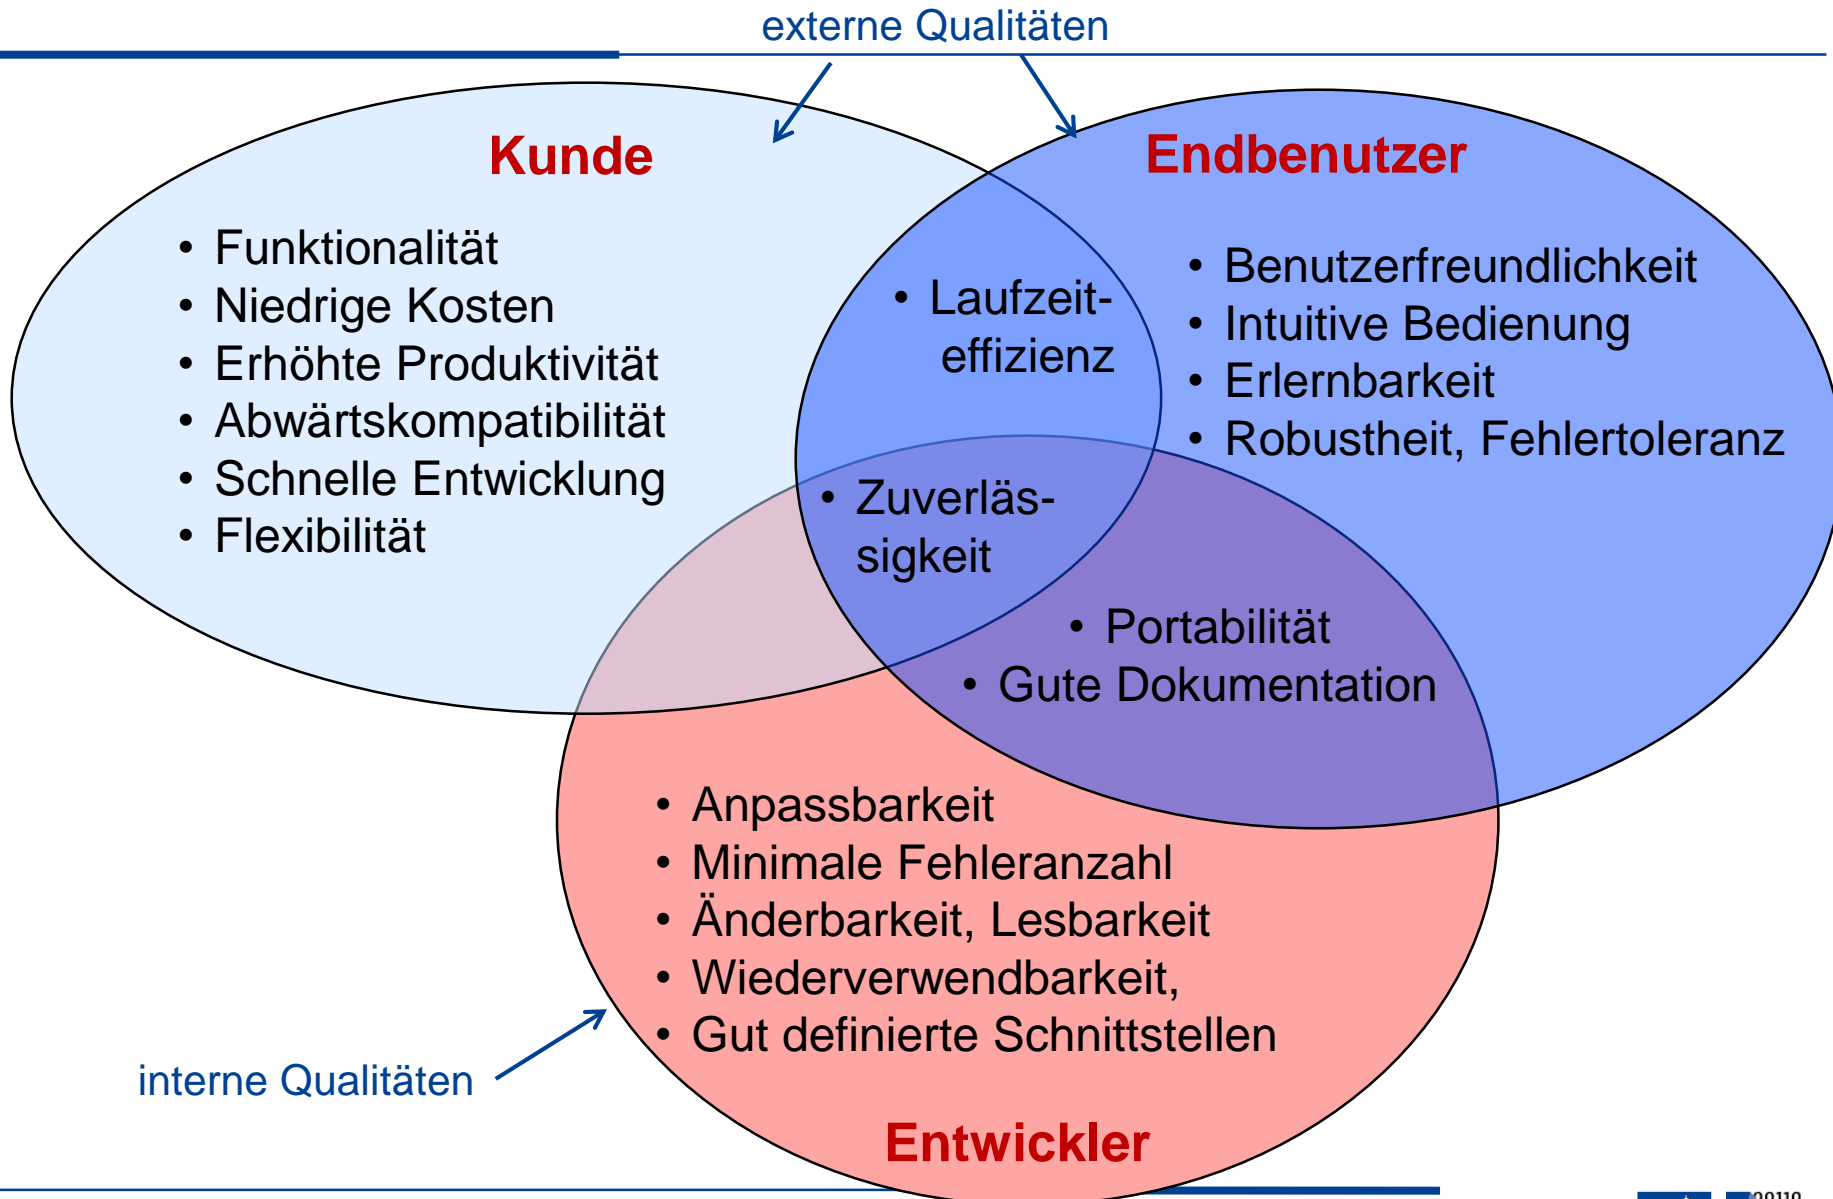 externe Qualitäten
Kunde
• Funktionalität
• Niedrige Kosten
• Erhöhte Produktivität
• Abwärtskompatibilität
• Schnelle Entwicklung
• Flexibilität
Endbenutzer
• Benutzerfreundlichkeit
• Intuitive Bedienung
• Erlernbarkeit
• Robustheit, Fehlertoleranz
• Laufzeit-
effizienz
• Zuverläs-
sigkeit
• Portabilität
• Gute Dokumentation
• Anpassbarkeit
• Minimale Fehleranzahl
• Änderbarkeit, Lesbarkeit
• Wiederverwendbarkeit,
• Gut definierte Schnittstellen
interne Qualitäten
Entwickler